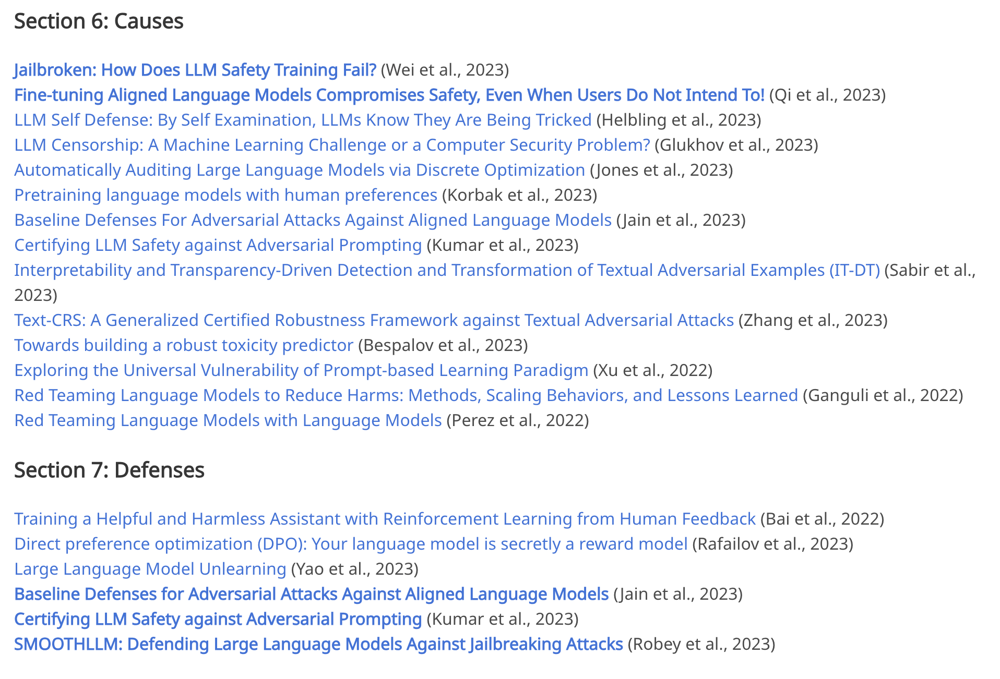 Section 6: Causes
Jailbroken: How Does LLM Safety Training Fail? (Wei et al., 2023)
Fine-tuning Aligned Language Models Compromises Safety, Even When Users Do Not Intend To! (Qi et al., 2023)
LLM Self Defense: By Self Examination, LLMs Know They Are Being Tricked (Helbling et al., 2023)
LLM Censorship: A Machine Learning Challenge or a Computer Security Problem? (Glukhov et al., 2023)
Automatically Auditing Large Language Models via Discrete Optimization (Jones et al., 2023)
Pretraining language models with human preferences (Korbak et al., 2023)
Baseline Defenses For Adversarial Attacks Against Aligned Language Models (Jain et al., 2023)
Certifying LLM Safety against Adversarial Prompting (Kumar et al., 2023)
Interpretability and Transparency-Driven Detection and Transformation of Textual Adversarial Examples (IT-DT) (Sabir et al.,
2023)
Text-CRS: A Generalized Certified Robustness Framework against Textual Adversarial Attacks (Zhang et al., 2023)
Towards building a robust toxicity predictor (Bespalov et al., 2023)
Exploring the Universal Vulnerability of Prompt-based Learning Paradigm (Xu et al., 2022)
Red Teaming Language Models to Reduce Harms: Methods, Scaling Behaviors, and Lessons Learned (Ganguli et al., 2022)
Red Teaming Language Models with Language Models (Perez et al., 2022)
Section 7: Defenses
Training a Helpful and Harmless Assistant with Reinforcement Learning from Human Feedback (Bai et al., 2022)
Direct preference optimization (DPO): Your language model is secretly a reward model (Rafailov et al., 2023)
Large Language Model Unlearning (Yao et al., 2023)
Baseline Defenses for Adversarial Attacks Against Aligned Language Models (Jain et al., 2023)
Certifying LLM Safety against Adversarial Prompting (Kumar et al., 2023)
SMOOTHLLM: Defending Large Language Models Against Jailbreaking Attacks (Robey et al., 2023)